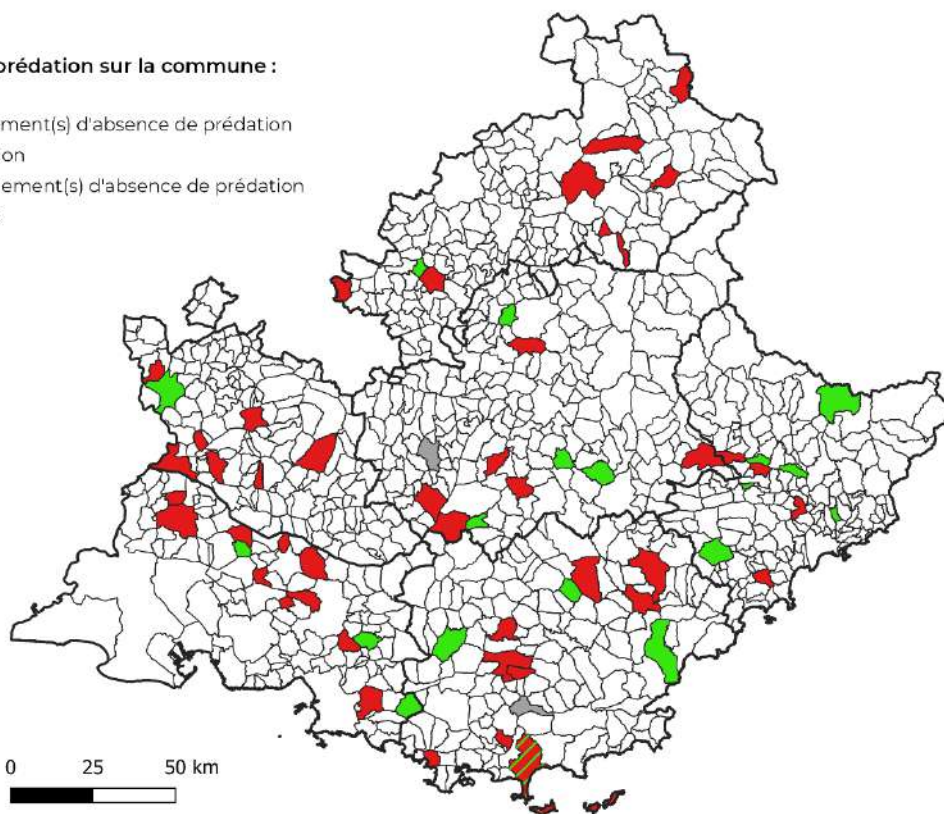 prédation sur la commune :
ment(s) d'absence de prédation
on
ement(s) d'absence de prédation
0 25 50 km